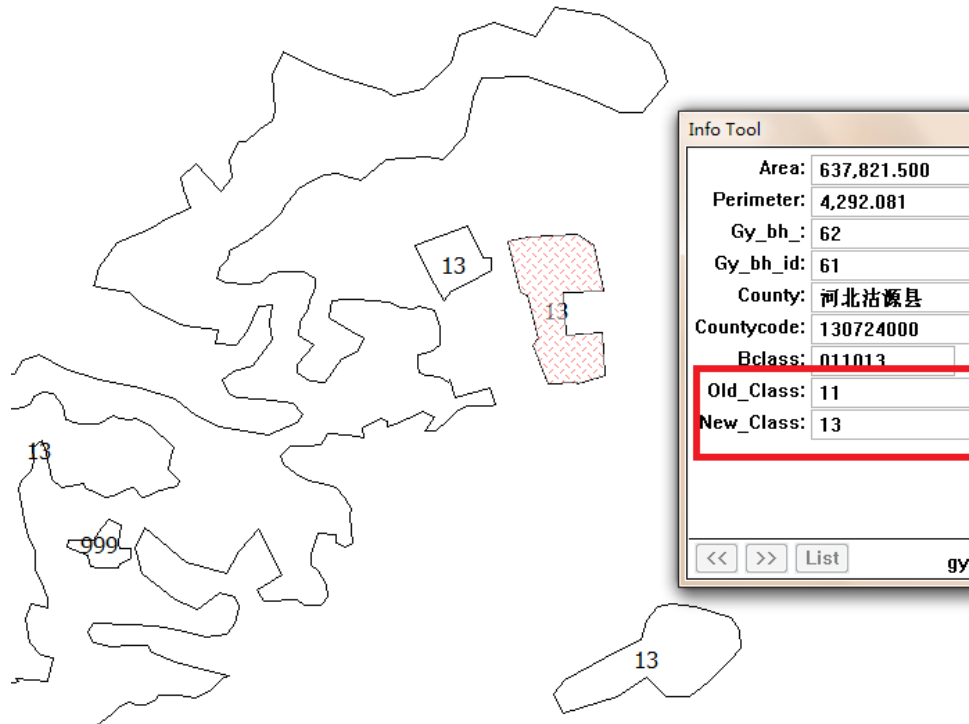 13
13
13
999
13
Info Tool
Area: 637,821.500
Perimeter: 4,292.081
Gy_bh_: 62
Gy_bh_id: 61
County: 河北沽源县
Countycode: 130724000
Bclass: 011013
Old_Class: 11
New_Class: 13
<< >> List
gy